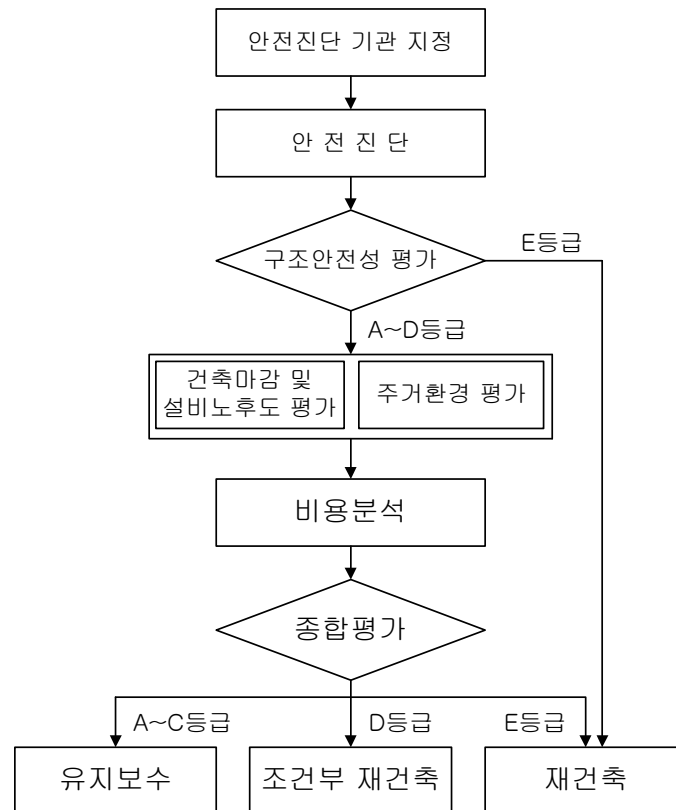 안전진단 기관 지정
안 전 진 단
구조안전성 평가
E등급
A~D등급
건축마감 및
설비노후도 평가
주거환경 평가
비용분석
종합평가
A~C등급
D등급
E등급
유지보수
조건부 재건축
재건축